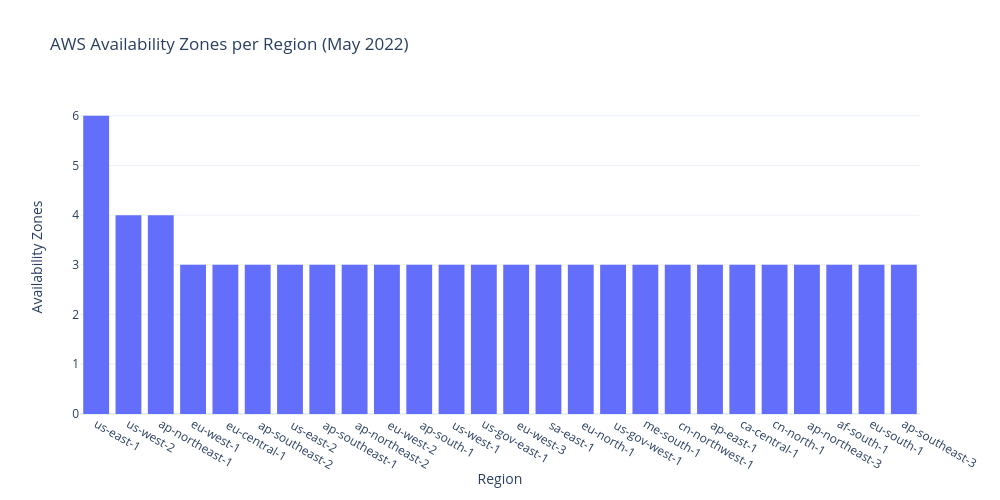 AWS Availability Zones per Region (May 2022)
6
5
4
3
2
1
0
Availability Zones
us-east-1
us-west-2
ap-northeast-1
eu-west-1
eu-central-1
ap-southeast-2
us-east-2
ap-southeast-1
ap-northeast-2
eu-west-2
ap-south-1
us-west-1
us-gov-east-1
eu-west-3
sa-east-1
eu-north-1
us-gov-west-1
me-south-1
cn-northwest-1
ap-east-1
ca-central-1
cn-north-1
ap-northeast-3
af-south-1
eu-south-1
ap-southeast-3
Region